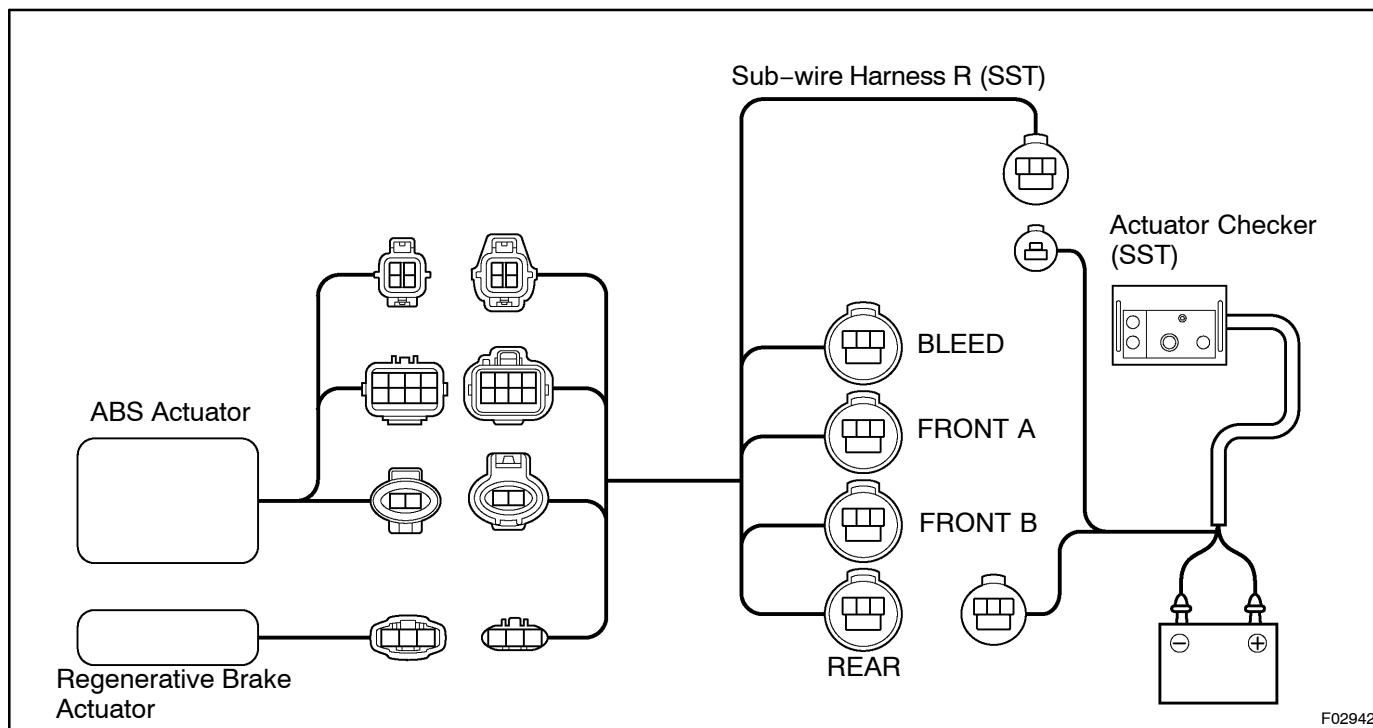 Sub−wire Harness R (SST)
Actuator Checker
(SST)
BLEED
ABS Actuator
FRONT A
FRONT B
REAR
Regenerative Brake
Actuator
F02942